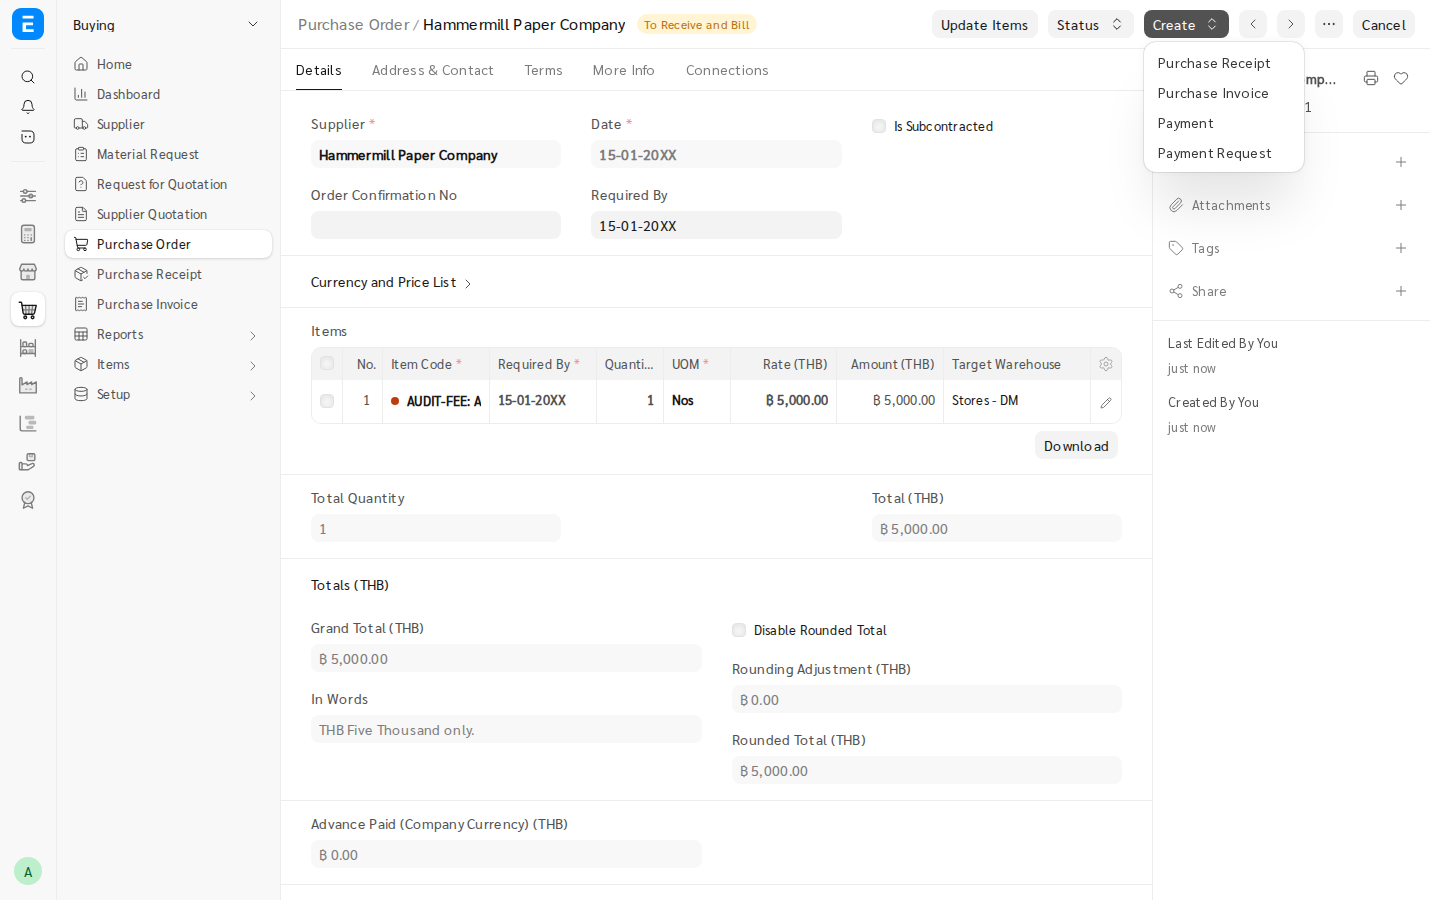 Buying
Home
Dashboard
Supplier
Material Request
Request for Quotation
Supplier Quotation
Purchase Order
Purchase Receipt
Purchase Invoice
Reports
Items
Setup
A
Purchase Order / Hammermill Paper Company
To Receive and Bill
Update Items
Status
Create
Cancel
Purchase Receipt
Purchase Invoice
Payment
Payment Request
Details
Address & Contact
Terms
More Info
Connections
Supplier *
Hammermill Paper Company
Date *
15-01-20XX
Is Subcontracted
Order Confirmation No
Required By
15-01-20XX
Currency and Price List
Items
No. Item Code * Required By * Quanti... UOM * Rate (THB) Amount (THB) Target Warehouse
1 AUDIT-FEE: A 15-01-20XX 1 Nos ฿ 5,000.00 ฿ 5,000.00 Stores - DM
Download
Total Quantity
1
Total (THB)
฿ 5,000.00
Totals (THB)
Grand Total (THB)
฿ 5,000.00
In Words
THB Five Thousand only.
Disable Rounded Total
Rounding Adjustment (THB)
฿ 0.00
Rounded Total (THB)
฿ 5,000.00
Advance Paid (Company Currency) (THB)
฿ 0.00
mp...
1
Attachments
Tags
Share
Last Edited By You
just now
Created By You
just now